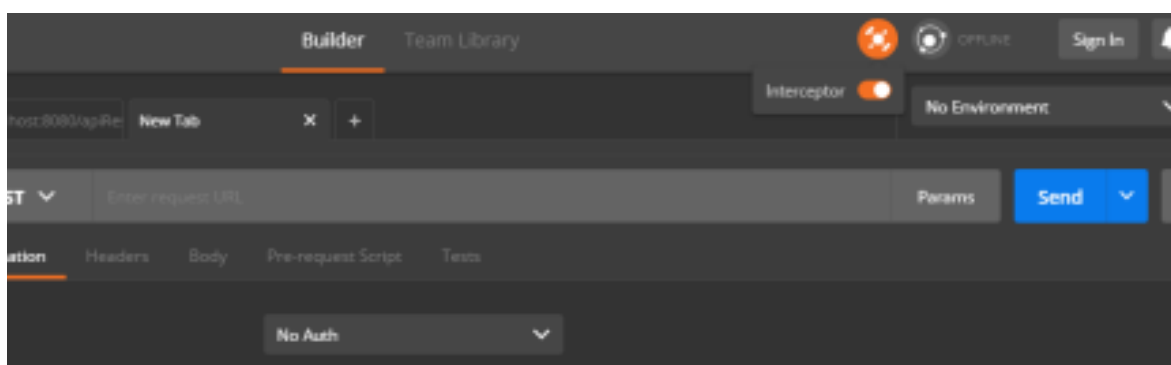 Builder Team Library OFFLINE Sign In
Interceptor
host:8080/apiRe New Tab × + No Environment
ST Enter request URL Params Send
ation Headers Body Pre-request Script Tests
No Auth